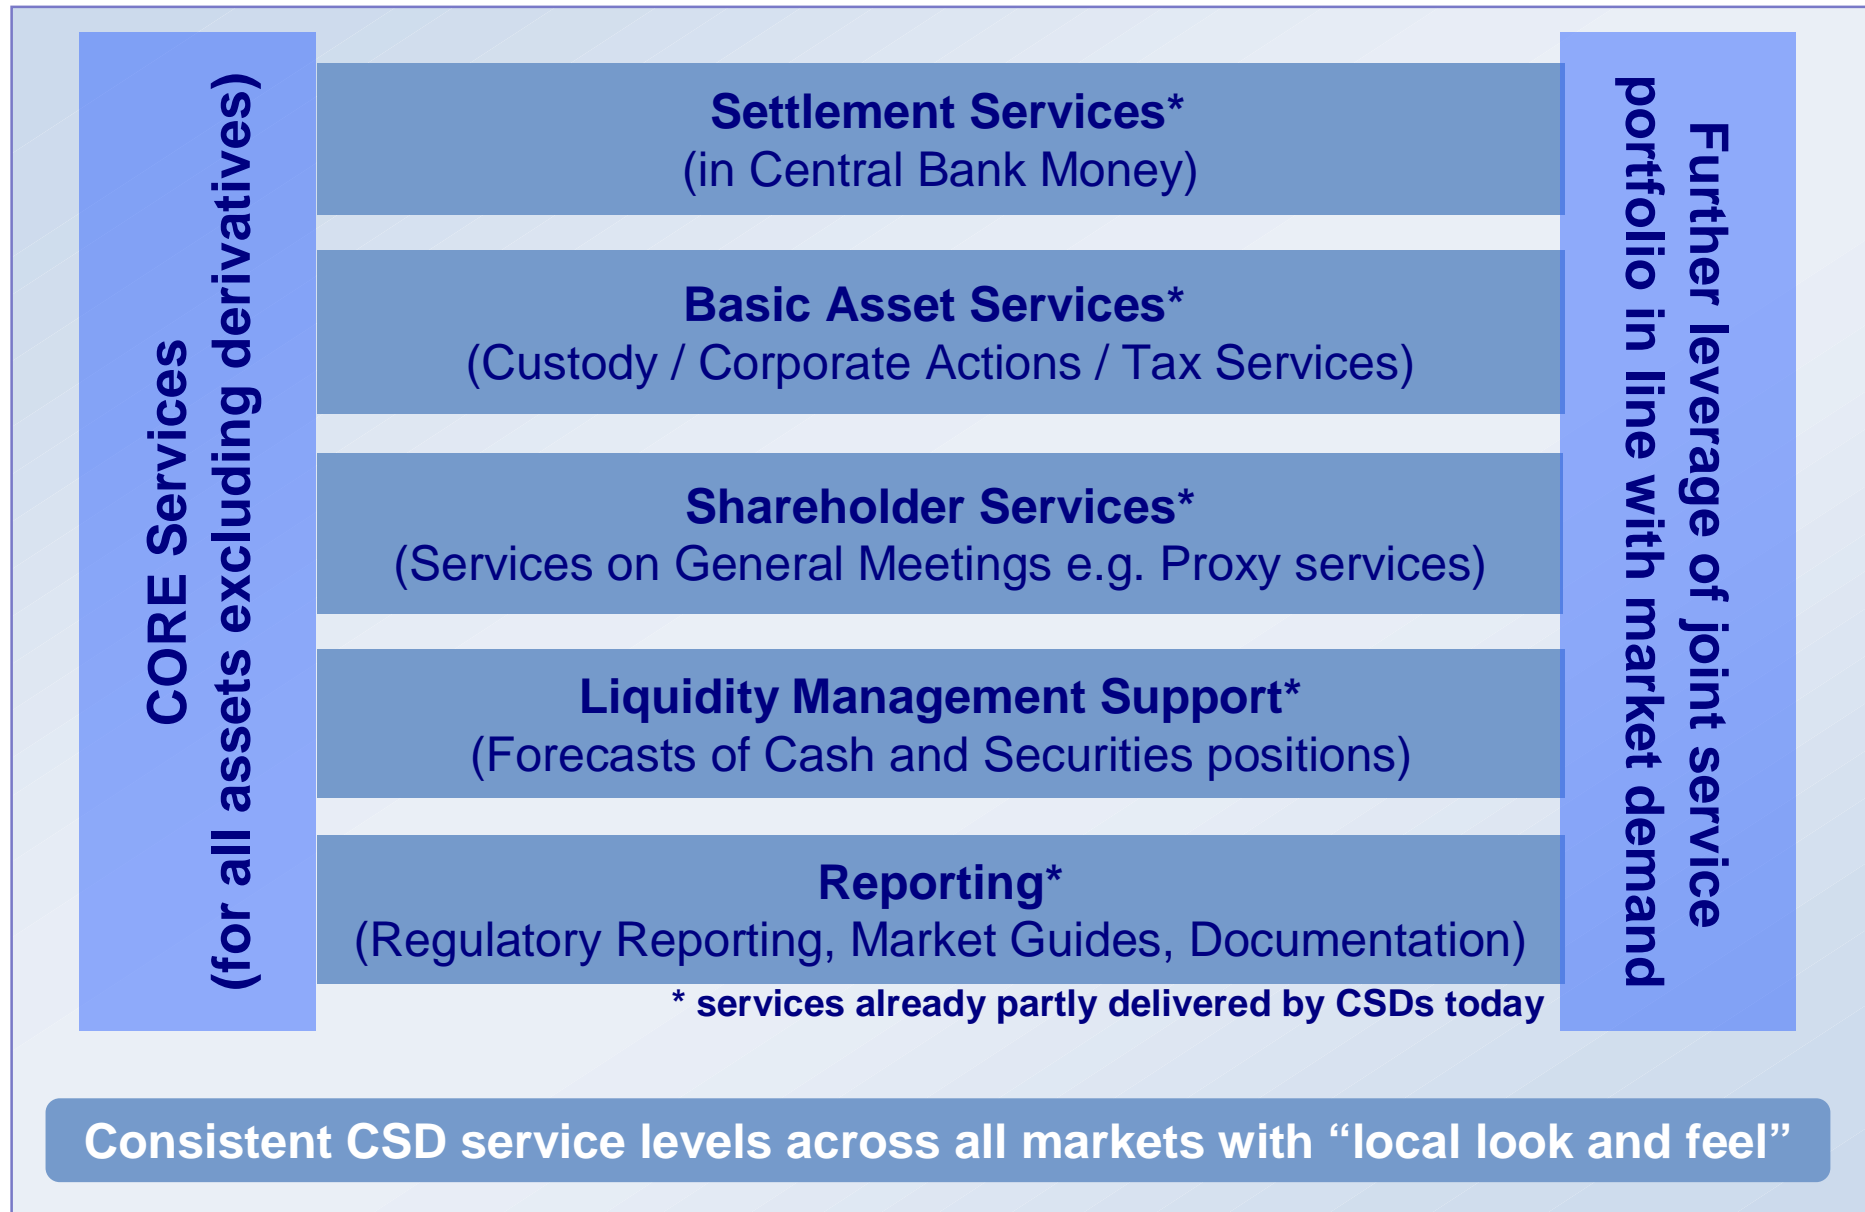 CORE Services
(for all assets excluding derivatives)
Settlement Services*
(in Central Bank Money)
Basic Asset Services*
(Custody / Corporate Actions / Tax Services)
Shareholder Services*
(Services on General Meetings e.g. Proxy services)
Liquidity Management Support*
(Forecasts of Cash and Securities positions)
Reporting*
(Regulatory Reporting, Market Guides, Documentation)
* services already partly delivered by CSDs today
Further leverage of joint service
portfolio in line with market demand
Consistent CSD service levels across all markets with “local look and feel”